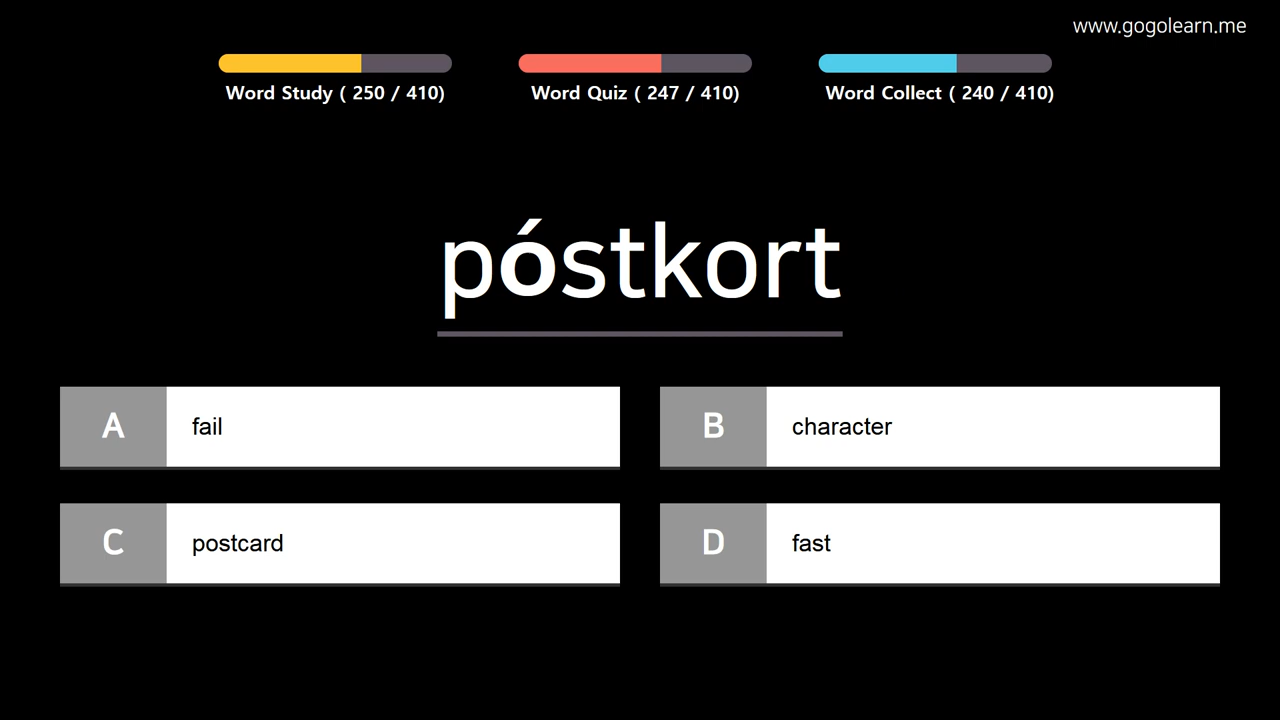 www.gogolearn.me
Word Study ( 250 / 410)
Word Quiz ( 247 / 410)
Word Collect ( 240 / 410)
póstkort
A fail
B character
C postcard
D fast